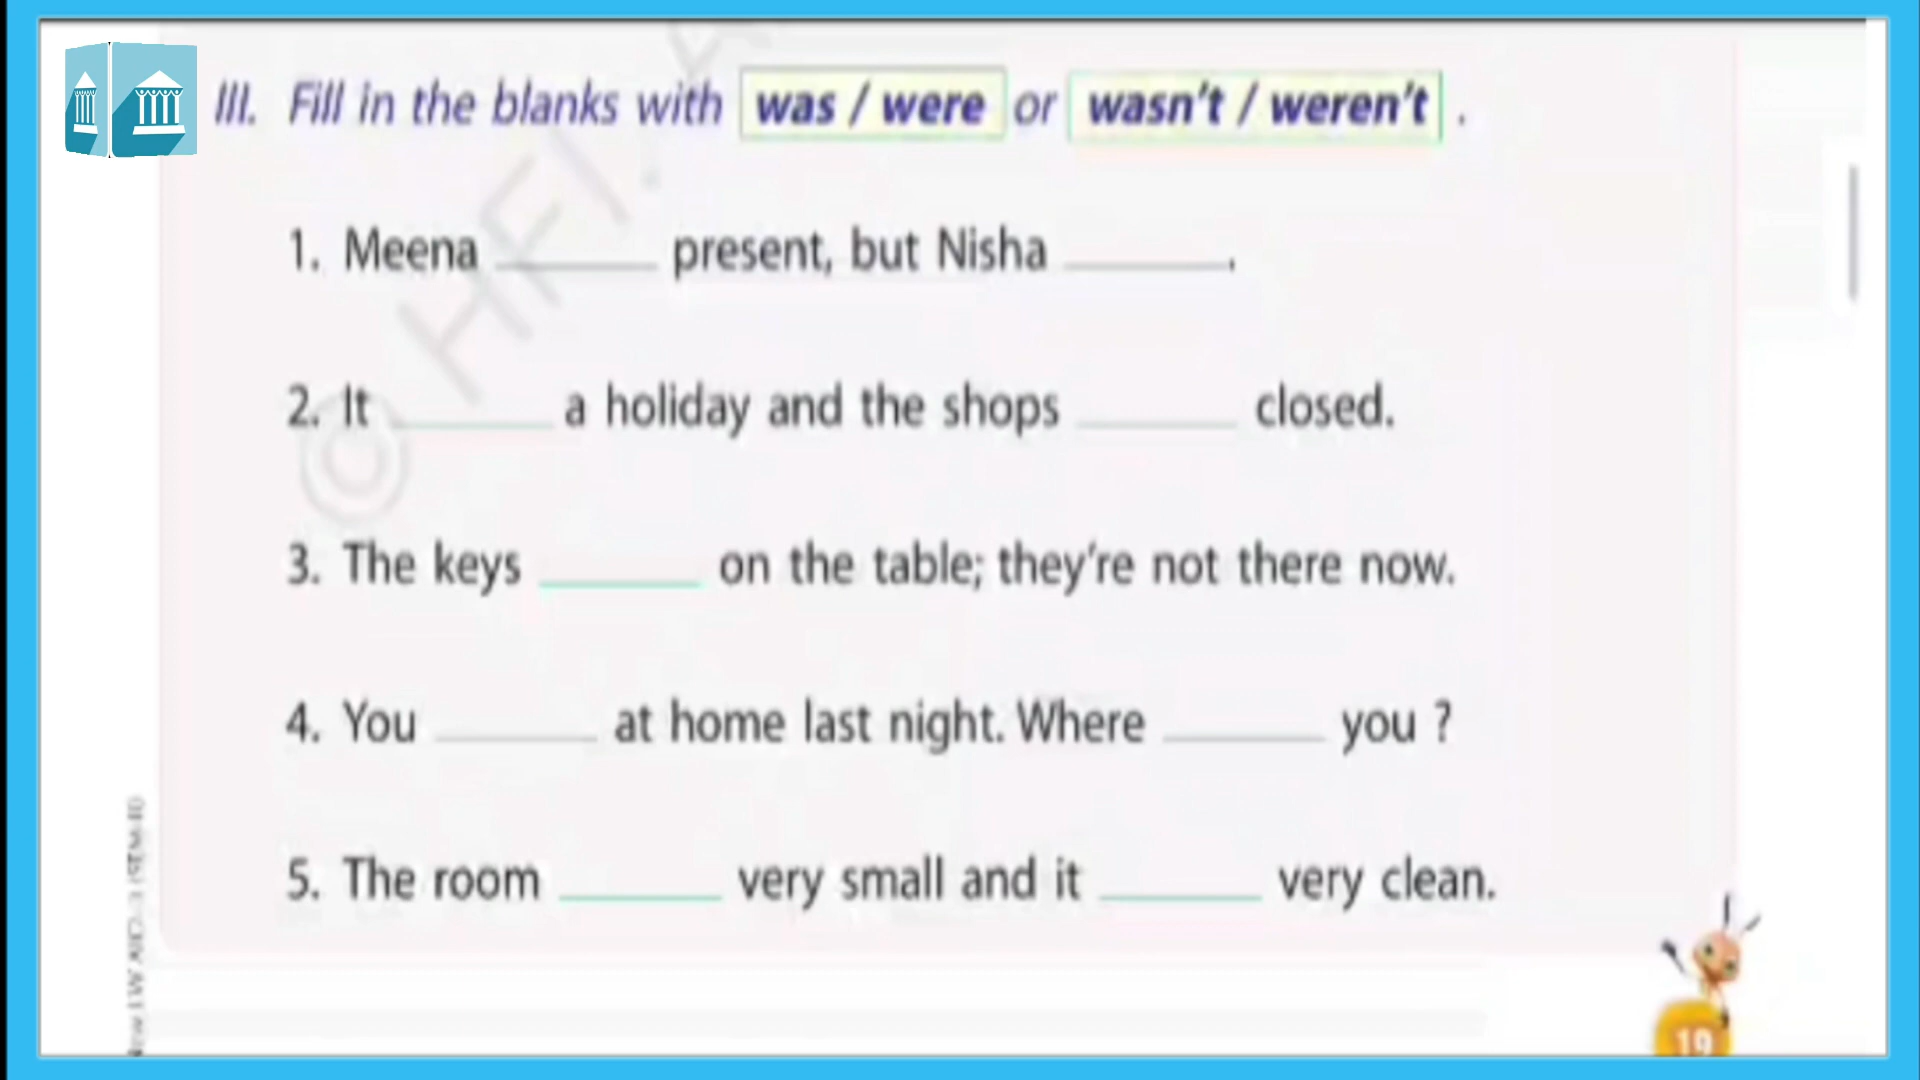 III. Fill in the blanks with was / were or wasn't / weren't .
1. Meena ______ present, but Nisha ______.
2. It ______ a holiday and the shops ______ closed.
3. The keys ______ on the table; they're not there now.
4. You ______ at home last night. Where ______ you ?
5. The room ______ very small and it ______ very clean.
19